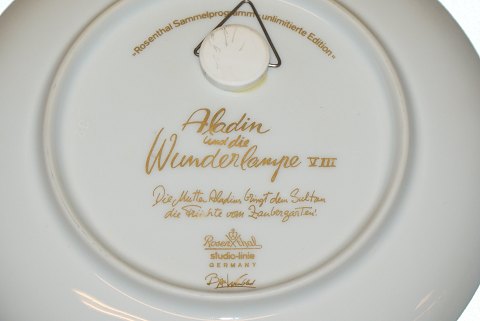 »Rosenthal Sammelprogramm unlimitierte Edition«
Aladin
und die
Wunderlampe VIII
Die Mutter Aladins bringt dem Sultan
die Früchte vom Zaubergarten
Rosenthal
studio-linie
GERMANY